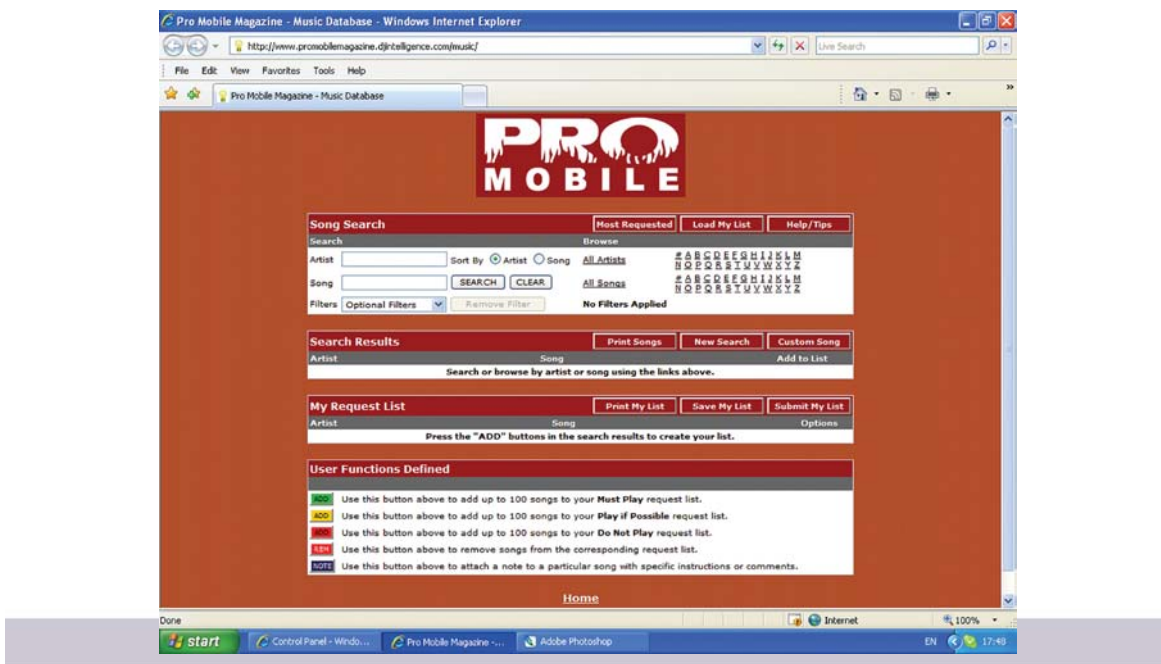 Pro Mobile Magazine - Music Database - Windows Internet Explorer
http://www.promobilemagazine.djintelligence.com/music/
Live Search
File Edit View Favorites Tools Help
Pro Mobile Magazine - Music Database
PRO
MOBILE
Song Search Most Requested Load My List Help/Tips
Search Browse
Artist Sort By Artist Song All Artists # A B C D E F G H I J K L M
N O P Q R S T U V W X Y Z
Song SEARCH CLEAR All Songs # A B C D E F G H I J K L M
N O P Q R S T U V W X Y Z
Filters Optional Filters Remove Filter No Filters Applied
Search Results Print Songs New Search Custom Song
Artist Song Add to List
Search or browse by artist or song using the links above.
My Request List Print My List Save My List Submit My List
Artist Song Options
Press the "ADD" buttons in the search results to create your list.
User Functions Defined
ADD Use this button above to add up to 100 songs to your Must Play request list.
ADD Use this button above to add up to 100 songs to your Play if Possible request list.
ADD Use this button above to add up to 100 songs to your Do Not Play request list.
REM Use this button above to remove songs from the corresponding request list.
NOTE Use this button above to attach a note to a particular song with specific instructions or comments.
Home
Done Internet 100%
start Control Panel - Windo... Pro Mobile Magazine -... Adobe Photoshop EN 17:48